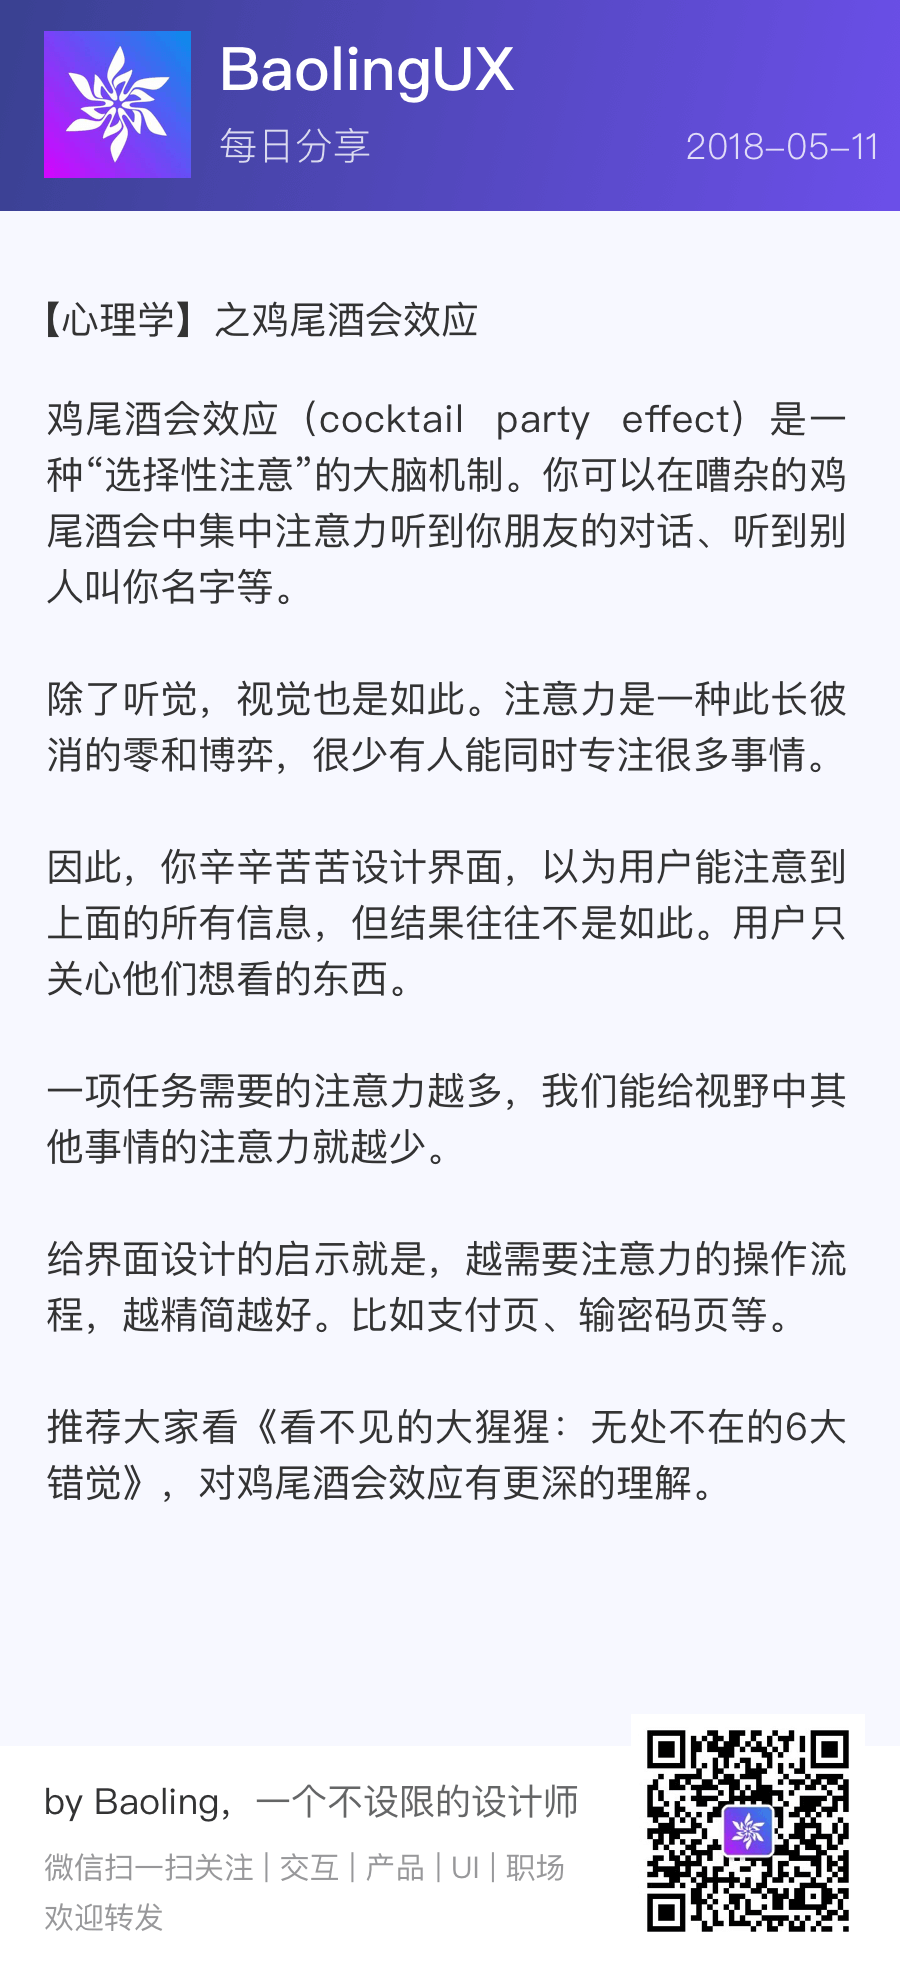 BaolingUX
每日分享
2018-05-11
【心理学】之鸡尾酒会效应
鸡尾酒会效应（cocktail party effect）是一
种“选择性注意”的大脑机制。你可以在嘈杂的鸡
尾酒会中集中注意力听到你朋友的对话、听到别
人叫你名字等。
除了听觉，视觉也是如此。注意力是一种此长彼
消的零和博弈，很少有人能同时专注很多事情。
因此，你辛辛苦苦设计界面，以为用户能注意到
上面的所有信息，但结果往往不是如此。用户只
关心他们想看的东西。
一项任务需要的注意力越多，我们能给视野中其
他事情的注意力就越少。
给界面设计的启示就是，越需要注意力的操作流
程，越精简越好。比如支付页、输密码页等。
推荐大家看《看不见的大猩猩：无处不在的6大
错觉》，对鸡尾酒会效应有更深的理解。
by Baoling，一个不设限的设计师
微信扫一扫关注 | 交互 | 产品 | UI | 职场
欢迎转发